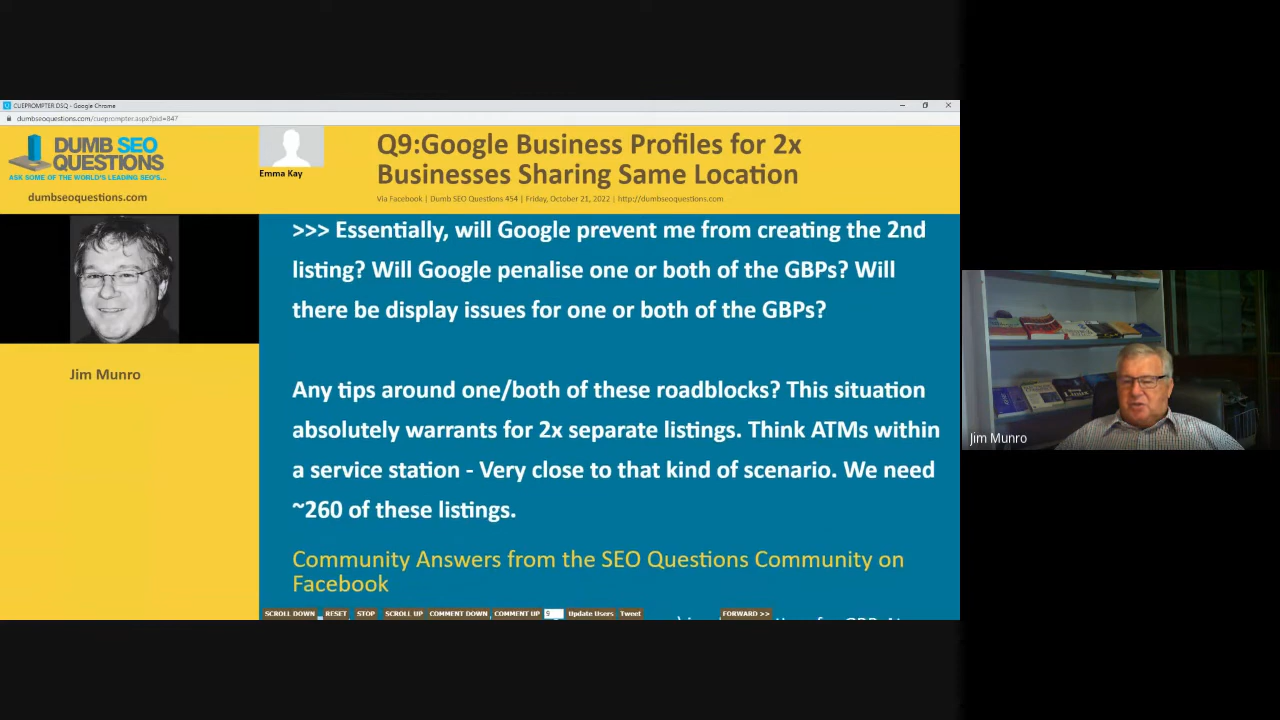 CUEPROMPTER DSQ - Google Chrome
dumbseoquestions.com/cueprompter.aspx?pid=847
DUMB SEO
QUESTIONS
ASK SOME OF THE WORLD'S LEADING SEO'S...
dumbseoquestions.com
Emma Kay
Q9:Google Business Profiles for 2x
Businesses Sharing Same Location
Via Facebook | Dumb SEO Questions 454 | Friday, October 21, 2022 | http://dumbseoquestions.com
Jim Munro
>>> Essentially, will Google prevent me from creating the 2nd
listing? Will Google penalise one or both of the GBPs? Will
there be display issues for one or both of the GBPs?
Any tips around one/both of these roadblocks? This situation
absolutely warrants for 2x separate listings. Think ATMs within
a service station - Very close to that kind of scenario. We need
~260 of these listings.
Community Answers from the SEO Questions Community on
Facebook
SCROLL DOWN RESET STOP SCROLL UP COMMENT DOWN COMMENT UP 9 Update Users Tweet FORWARD >>
Jim Munro